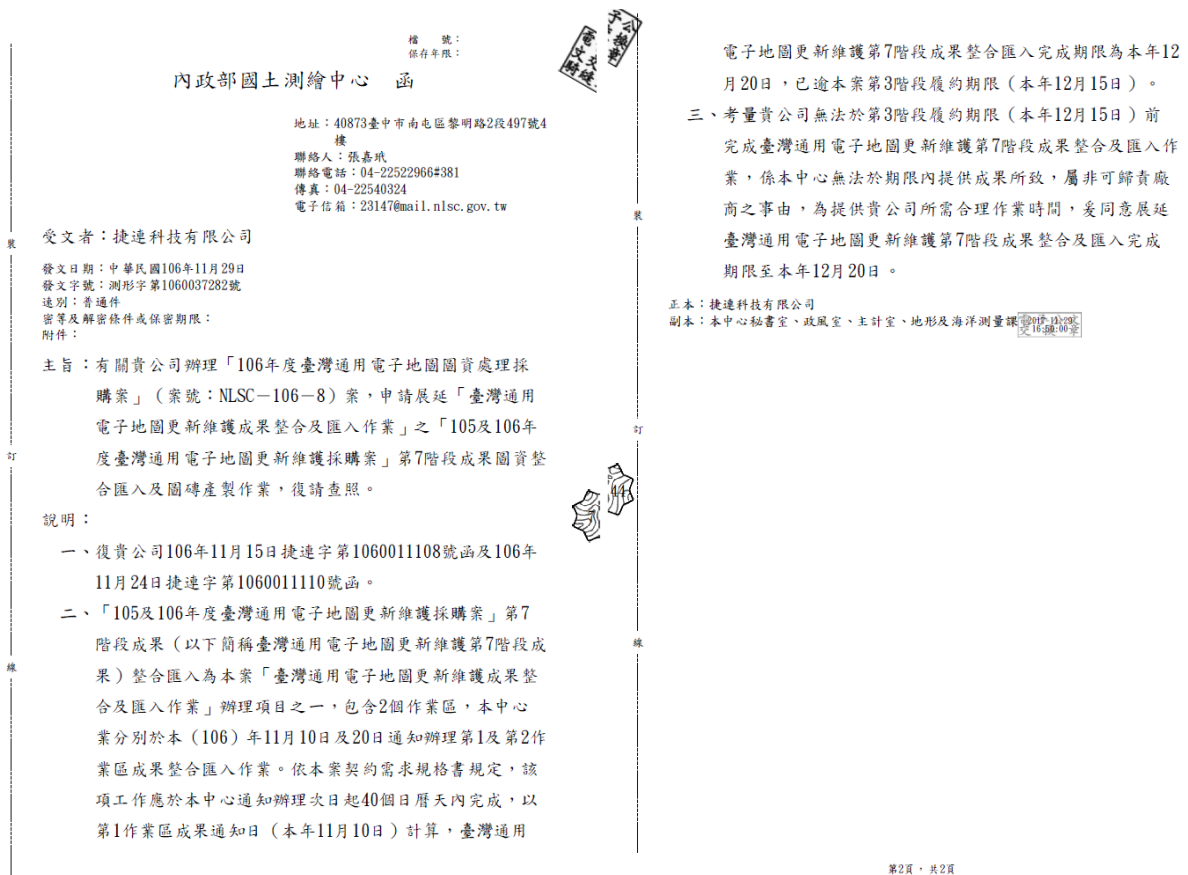 檔　　號：
保存年限：
內政部國土測繪中心　函
地址：40873臺中市南屯區黎明路2段497號4
樓
聯絡人：張嘉玳
聯絡電話：04-22522966#381
傳真：04-22540324
電子信箱：23147@mail.nlsc.gov.tw
受文者：捷連科技有限公司
發文日期：中華民國106年11月29日
發文字號：測形字第1060037282號
速別：普通件
密等及解密條件或保密期限：
附件：
主旨：有關貴公司辦理「106年度臺灣通用電子地圖圖資處理採
購案」（案號：NLSC－106－8）案，申請展延「臺灣通用
電子地圖更新維護成果整合及匯入作業」之「105及106年
度臺灣通用電子地圖更新維護採購案」第7階段成果圖資整
合匯入及圖磚產製作業，復請查照。
說明：
一、復貴公司106年11月15日捷連字第1060011108號函及106年
11月24日捷連字第1060011110號函。
二、「105及106年度臺灣通用電子地圖更新維護採購案」第7
階段成果（以下簡稱臺灣通用電子地圖更新維護第7階段成
果）整合匯入為本案「臺灣通用電子地圖更新維護成果整
合及匯入作業」辦理項目之一，包含2個作業區，本中心
業分別於本（106）年11月10日及20日通知辦理第1及第2作
業區成果整合匯入作業。依本案契約需求規格書規定，該
項工作應於本中心通知辦理次日起40個日曆天內完成，以
第1作業區成果通知日（本年11月10日）計算，臺灣通用
裝
訂
線
電子地圖更新維護第7階段成果整合匯入完成期限為本年12
月20日，已逾本案第3階段履約期限（本年12月15日）。
三、考量貴公司無法於第3階段履約期限（本年12月15日）前
完成臺灣通用電子地圖更新維護第7階段成果整合及匯入作
業，係本中心無法於期限內提供成果所致，屬非可歸責廠
商之事由，為提供貴公司所需合理作業時間，爰同意展延
臺灣通用電子地圖更新維護第7階段成果整合及匯入完成
期限至本年12月20日。
正本：捷連科技有限公司
副本：本中心秘書室、政風室、主計室、地形及海洋測量課
2017-11-29
16:50:00
裝
訂
線
44
第2頁，共2頁